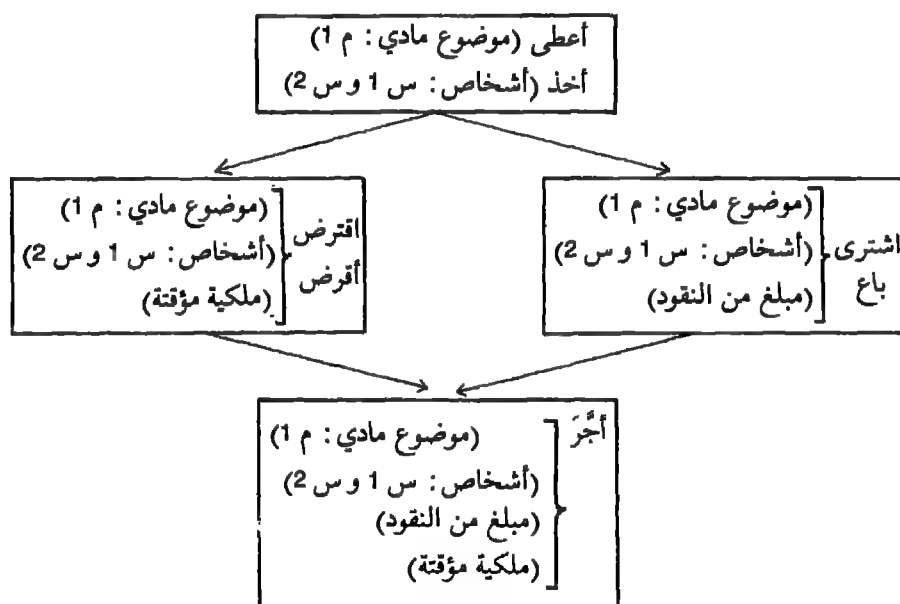 أعطى (موضوع مادي: م 1)
أخذ (أشخاص: س 1 و س 2)
اشترى
باع
(موضوع مادي: م 1)
(أشخاص: س 1 و س 2)
(مبلغ من النقود)
اقترض
أقرض
(موضوع مادي: م 1)
(أشخاص: س 1 و س 2)
(ملكية مؤقتة)
أجَّرَ
(موضوع مادي: م 1)
(أشخاص: س 1 و س 2)
(مبلغ من النقود)
(ملكية مؤقتة)